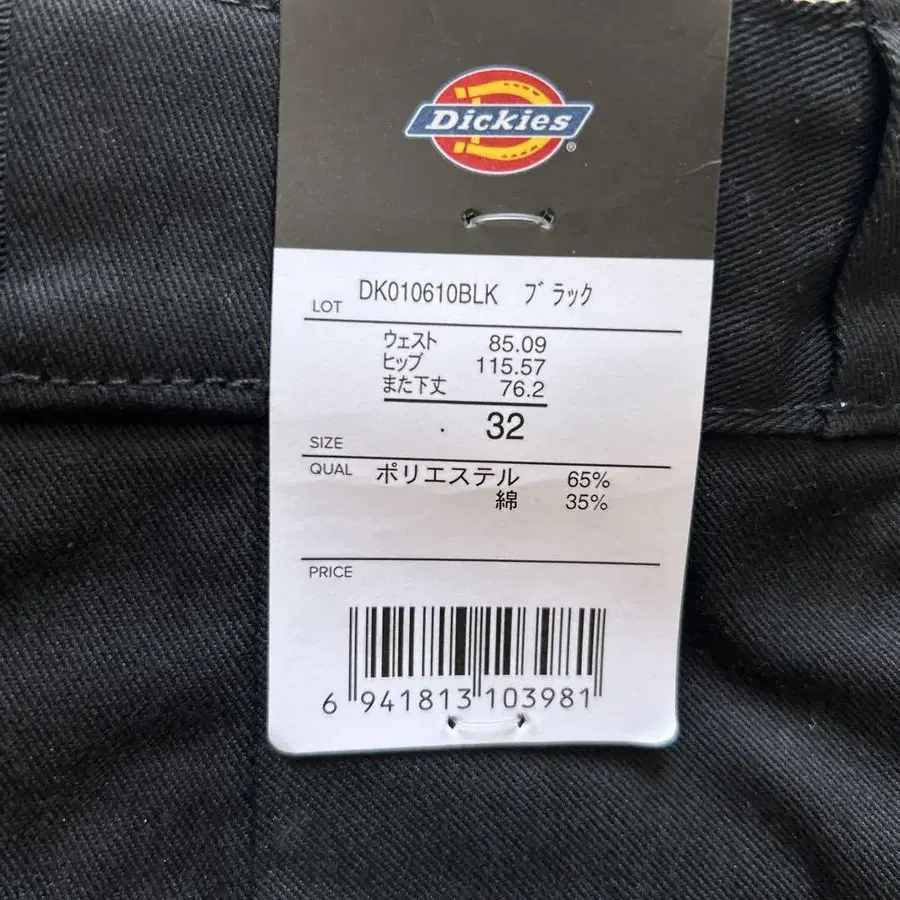 Dickies®
LOT DK010610BLK ブラック
ウェスト 85.09
ヒップ 115.57
また下丈 76.2
SIZE 32
QUAL ポリエステル 65%
綿 35%
PRICE
6 941813 103981